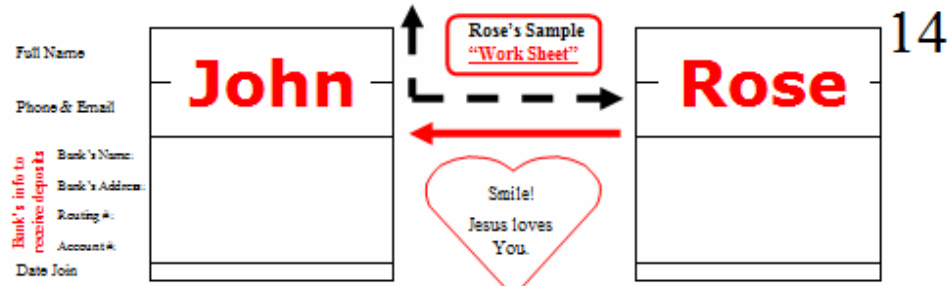 14
Rose's Sample
"Work Sheet"
Full Name
John
Rose
Phone & Email
Bank's info to
receive deposits
Bank's Name:
Bank's Address:
Routing #:
Account #:
Date Join
Smile!
Jesus loves
You.